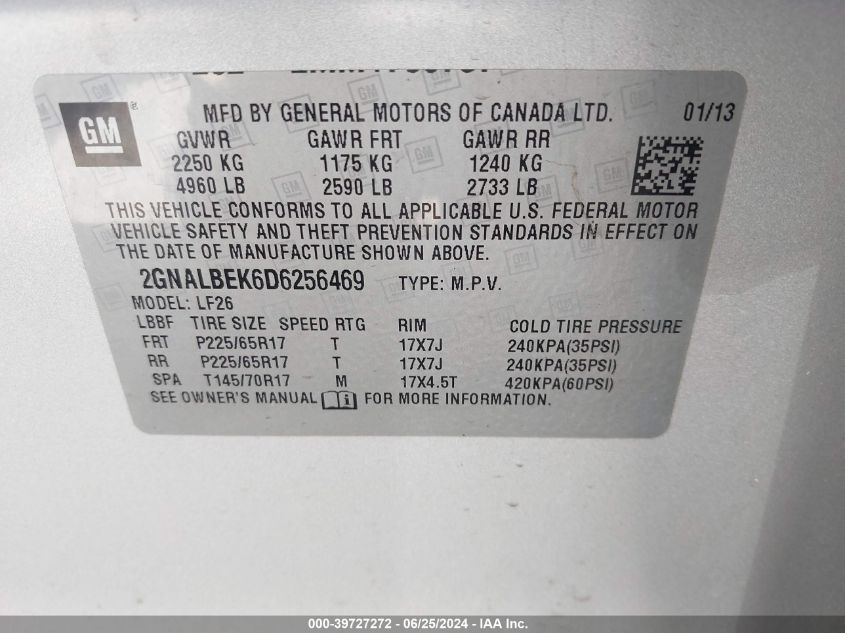 GM
MFD BY GENERAL MOTORS OF CANADA LTD. 01/13
GVWR GAWR FRT GAWR RR
2250 KG 1175 KG 1240 KG
4960 LB 2590 LB 2733 LB
THIS VEHICLE CONFORMS TO ALL APPLICABLE U.S. FEDERAL MOTOR
VEHICLE SAFETY AND THEFT PREVENTION STANDARDS IN EFFECT ON
THE DATE OF MANUFACTURE SHOWN ABOVE.
2GNALBEK6D6256469 TYPE: M.P.V.
MODEL: LF26
LBBF TIRE SIZE SPEED RTG RIM COLD TIRE PRESSURE
FRT P225/65R17 T 17X7J 240KPA(35PSI)
RR P225/65R17 T 17X7J 240KPA(35PSI)
SPA T145/70R17 M 17X4.5T 420KPA(60PSI)
SEE OWNER'S MANUAL FOR MORE INFORMATION.
000-39727272 - 06/25/2024 - IAA Inc.